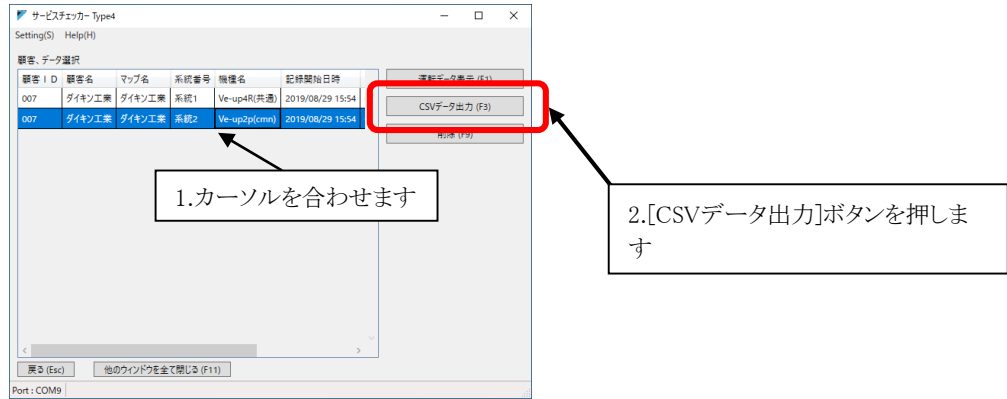 サービスチェッカー Type4
Setting(S) Help(H)
顧客、データ選択
顧客ID 顧客名 マップ名 系統番号 機種名 記録開始日時
007 ダイキン工業 ダイキン工業 系統1 Ve-up4R(共通) 2019/08/29 15:54
007 ダイキン工業 ダイキン工業 系統2 Ve-up2p(cmn) 2019/08/29 15:54
運転データ表示 (F1)
CSVデータ出力 (F3)
削除 (F9)
1.カーソルを合わせます
2.[CSVデータ出力]ボタンを押しま
す
戻る (Esc) 他のウィンドウを全て閉じる (F11)
Port : COM9